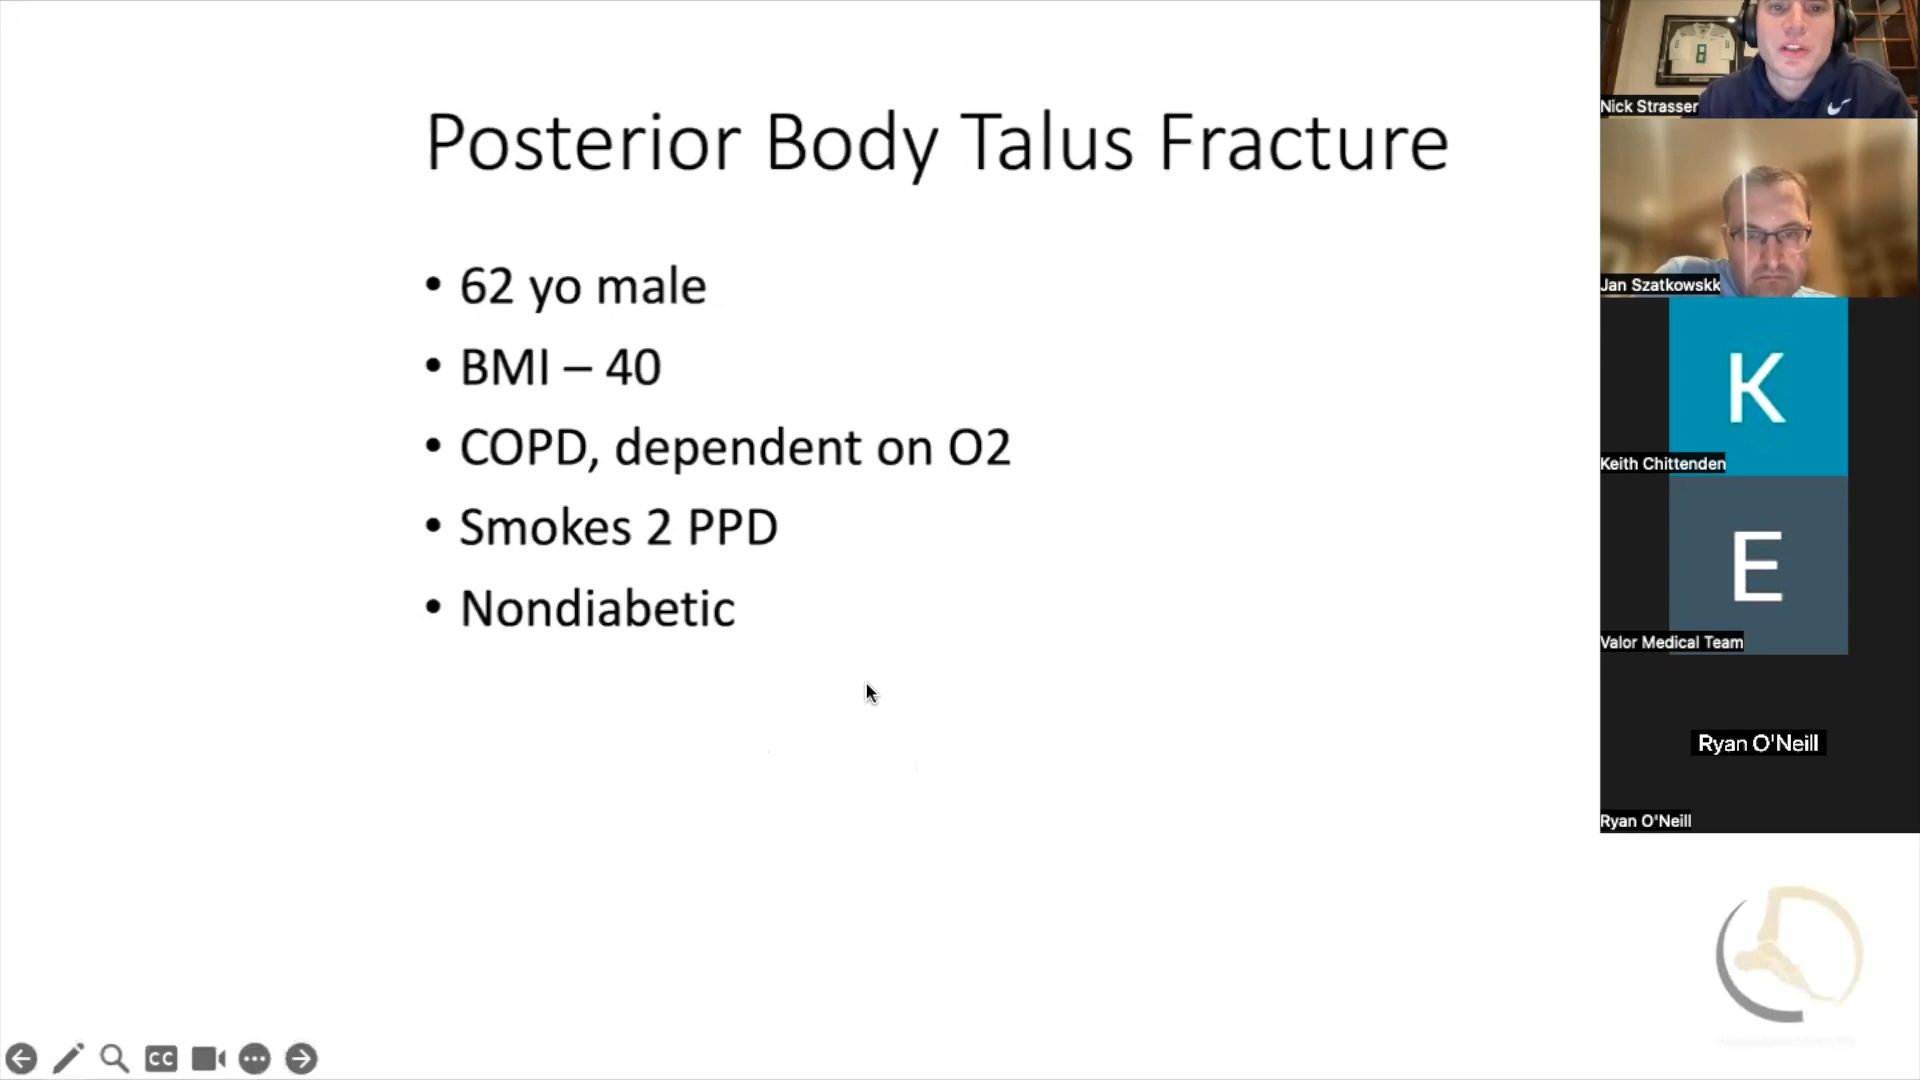 Posterior Body Talus Fracture
• 62 yo male
• BMI – 40
• COPD, dependent on O2
• Smokes 2 PPD
• Nondiabetic
Nick Strasser
8
Jan Szatkowskk
K
Keith Chittenden
E
Valor Medical Team
Ryan O'Neill
Ryan O'Neill
CC